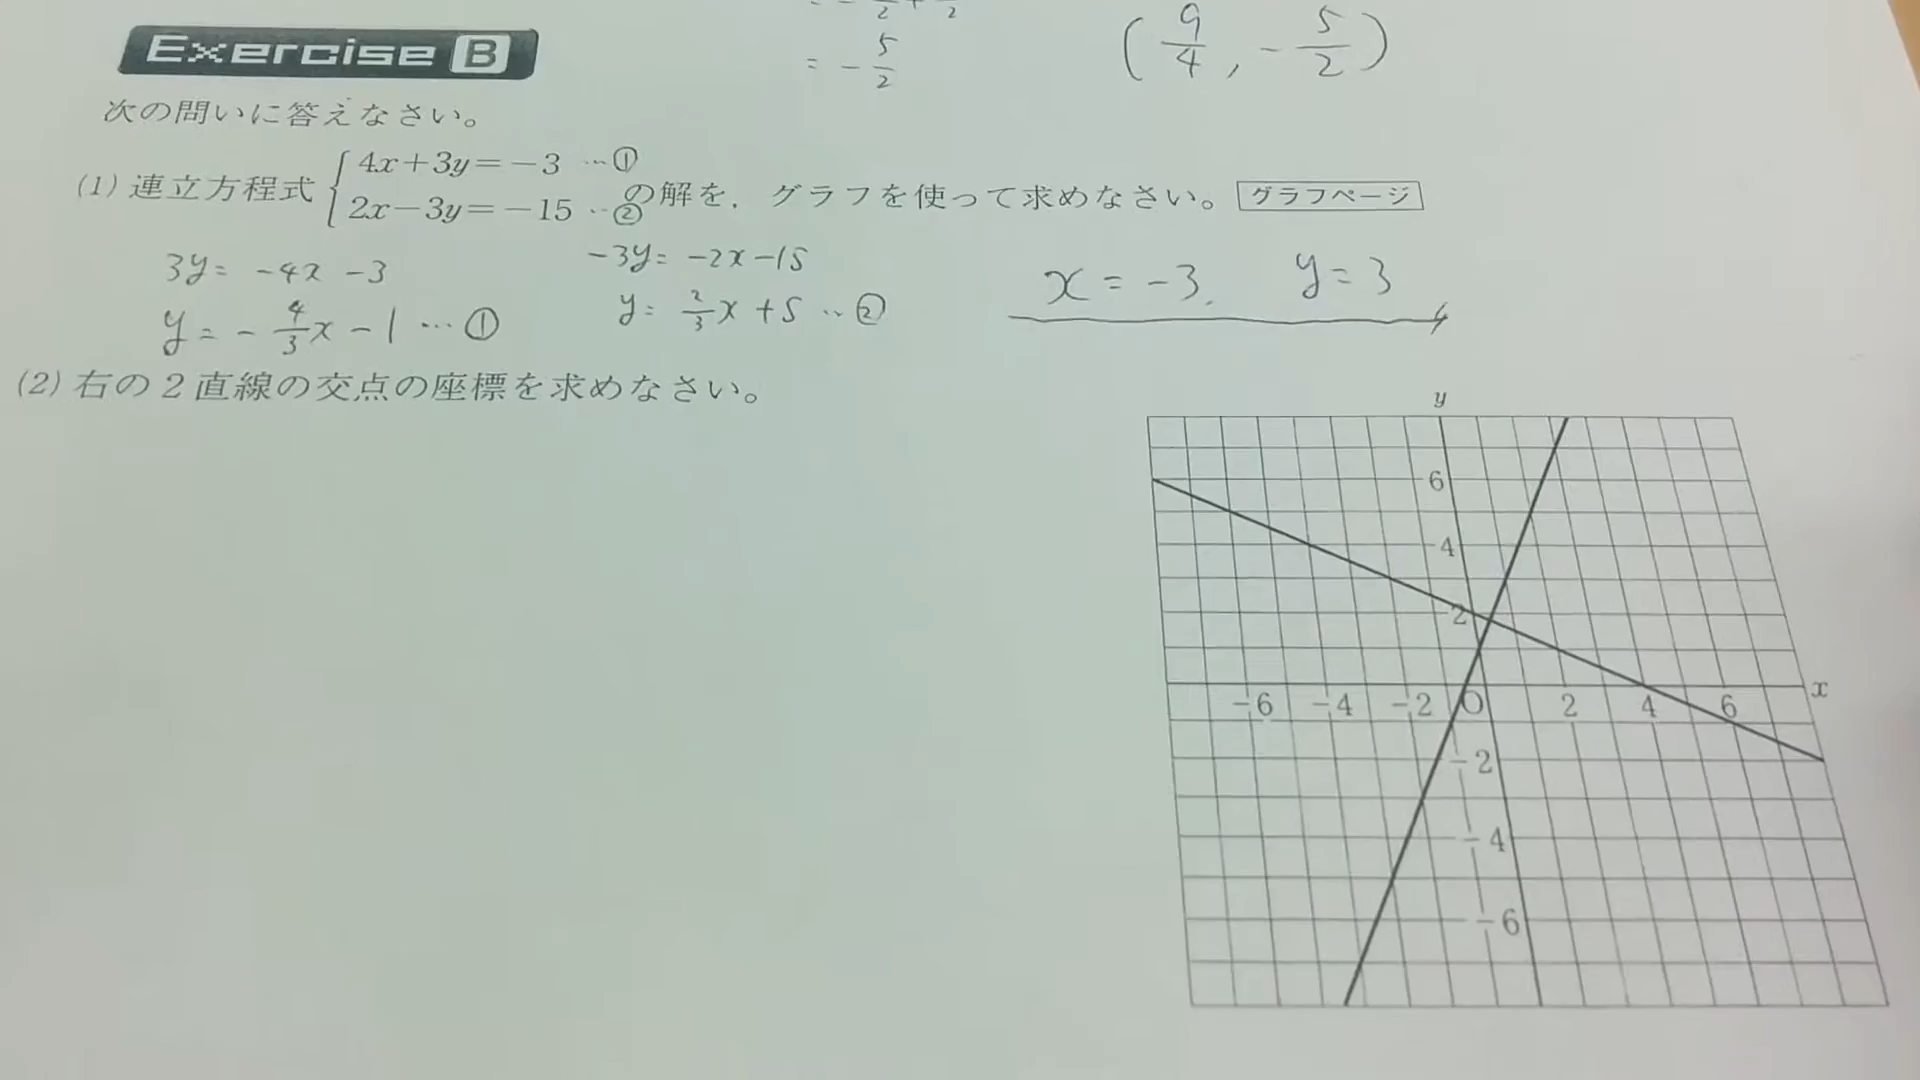 = - 5/2
(9/4, - 5/2)
Exercise B
次の問いに答えなさい。
(1) 連立方程式 { 4x+3y=-3 …① 2x-3y=-15 …② の解を，グラフを使って求めなさい。 グラフページ
3y = -4x -3
-3y = -2x -15
y = - 4/3 x - 1 … ①
y = 2/3 x + 5 … ②
x = -3, y = 3
(2) 右の2直線の交点の座標を求めなさい。
y
6
4
2
-6 -4 -2 O 2 4 6 x
-2
-4
-6